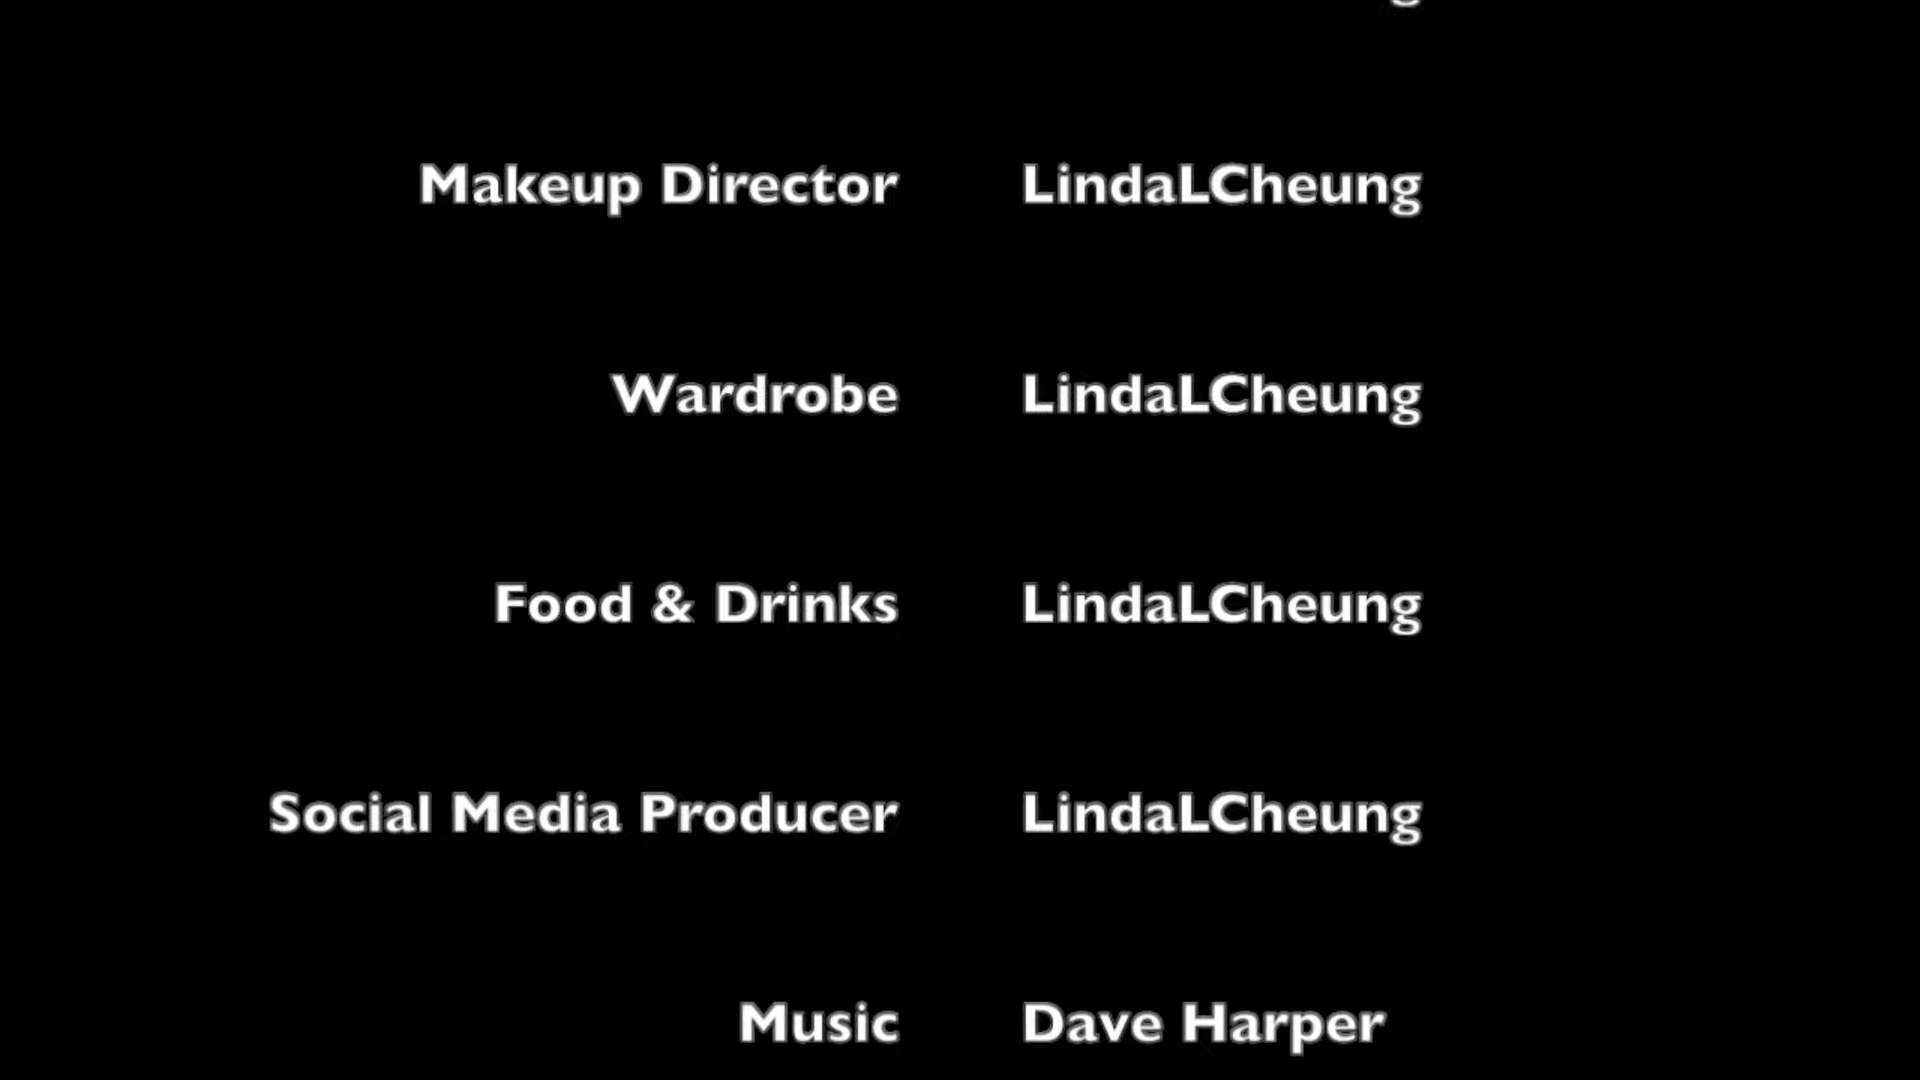 Makeup Director LindaLCheung
Wardrobe LindaLCheung
Food & Drinks LindaLCheung
Social Media Producer LindaLCheung
Music Dave Harper